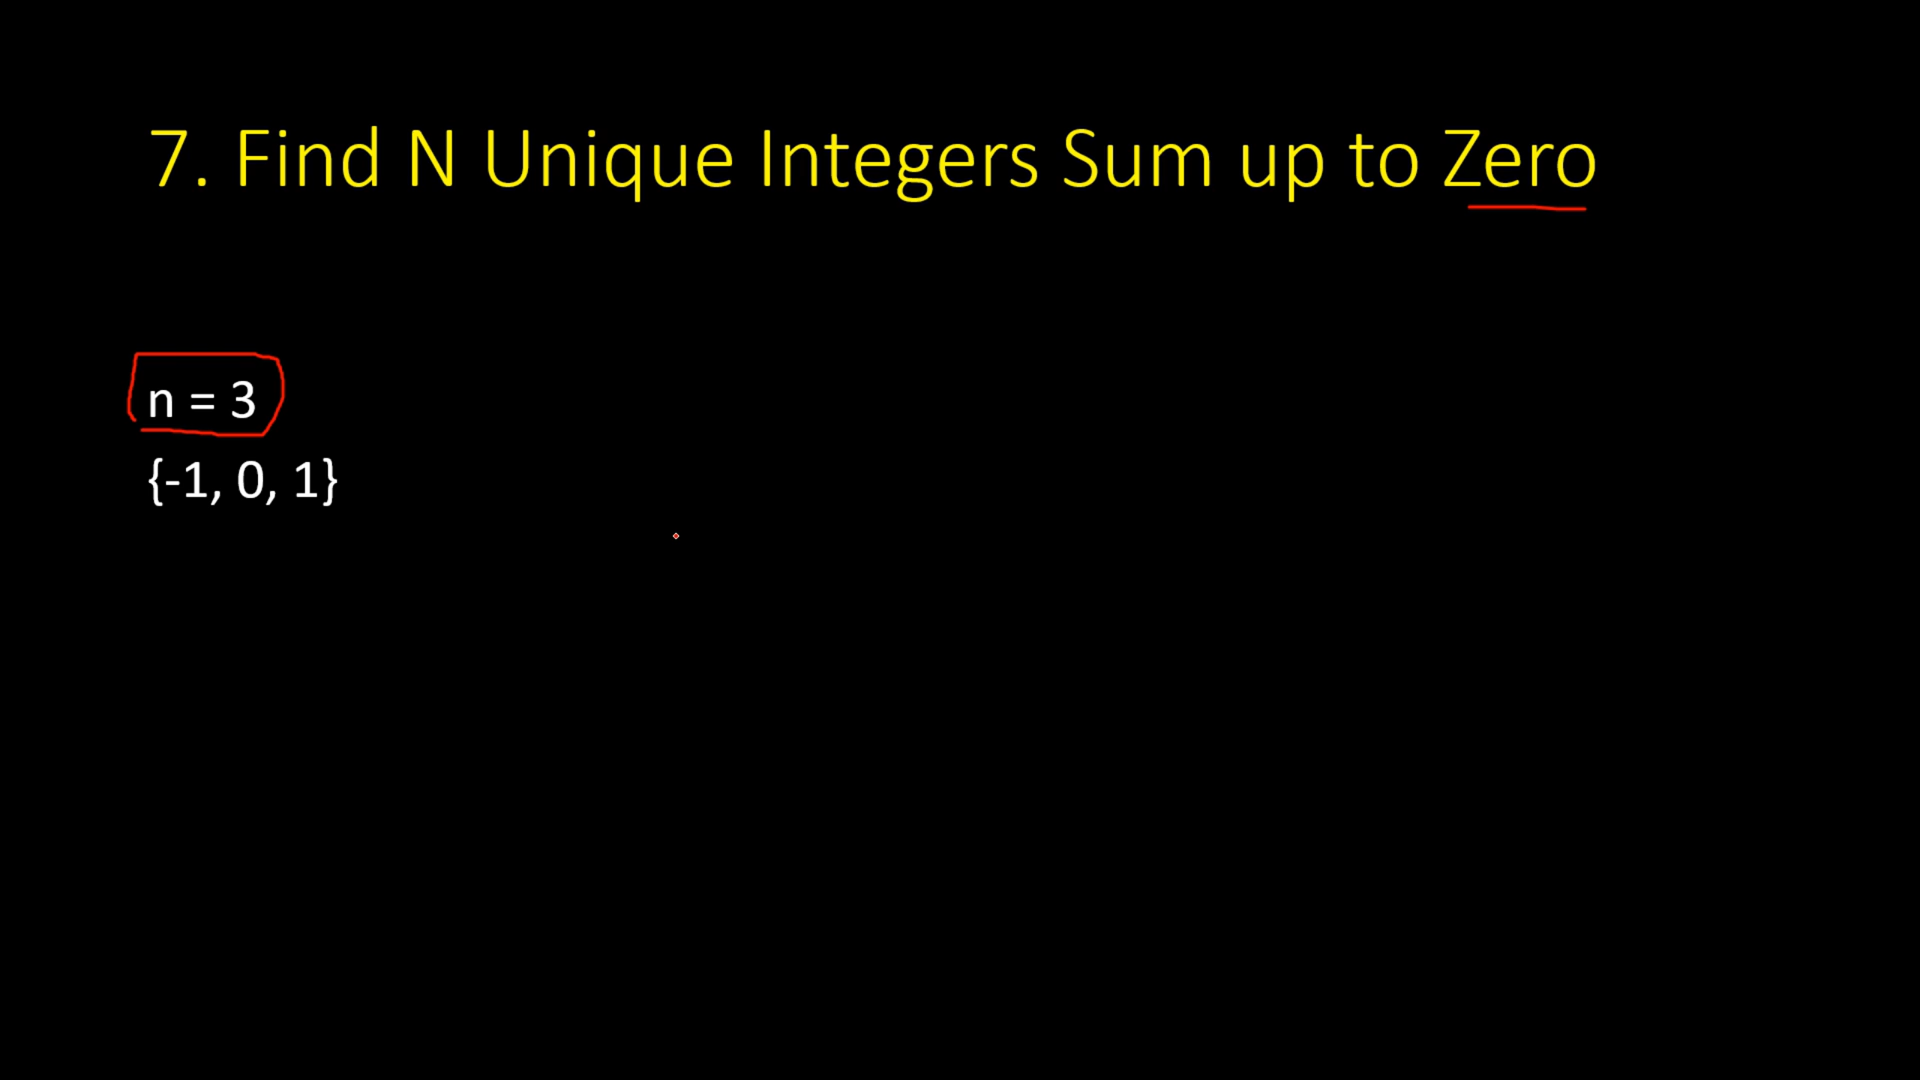 7. Find N Unique Integers Sum up to Zero
n = 3
{-1, 0, 1}